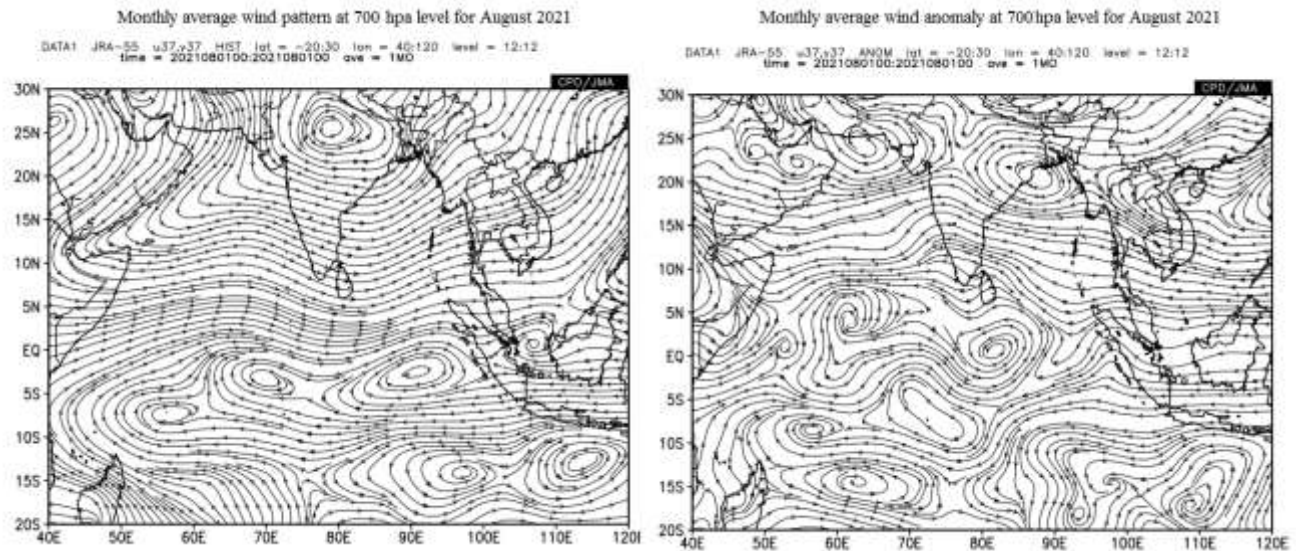 Monthly average wind pattern at 700 hpa level for August 2021
DATA1 JRA-55 u37,v37 HIST lat = -20:30 lon = 40:120 level = 12:12
time = 2021080100:2021080100 ave = 1MO
CPD/JMA
30N
25N
20N
15N
10N
5N
EQ
5S
10S
15S
20S
40E 50E 60E 70E 80E 90E 100E 110E 120E
Monthly average wind anomaly at 700hpa level for August 2021
DATA1 JRA-55 u37,v37 ANOM lat = -20:30 lon = 40:120 level = 12:12
time = 2021080100:2021080100 ave = 1MO
CPD/JMA
30N
25N
20N
15N
10N
5N
EQ
5S
10S
15S
20S
40E 50E 60E 70E 80E 90E 100E 110E 120E